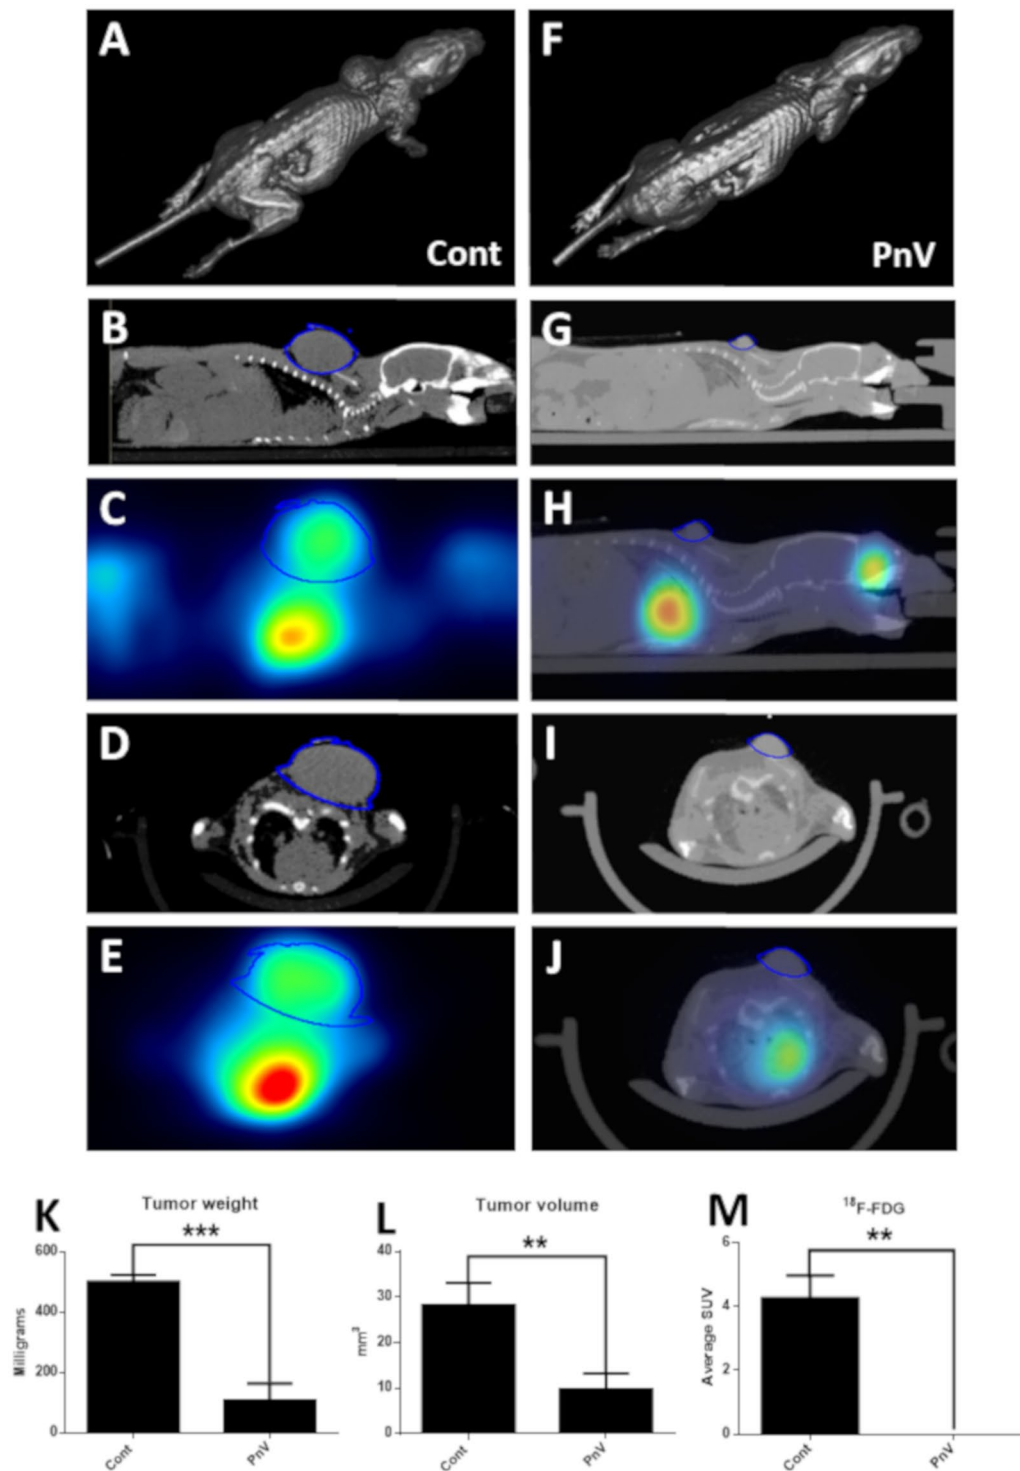 A
Cont
F
PnV
B
G
C
H
D
I
E
J
K
Tumor weight
***
600
400
200
0
Milligrams
Cont
PnV
L
Tumor volume
**
40
30
20
10
0
mm³
Cont
PnV
M
¹⁸F-FDG
**
6
4
2
0
Average SUV
Cont
PnV